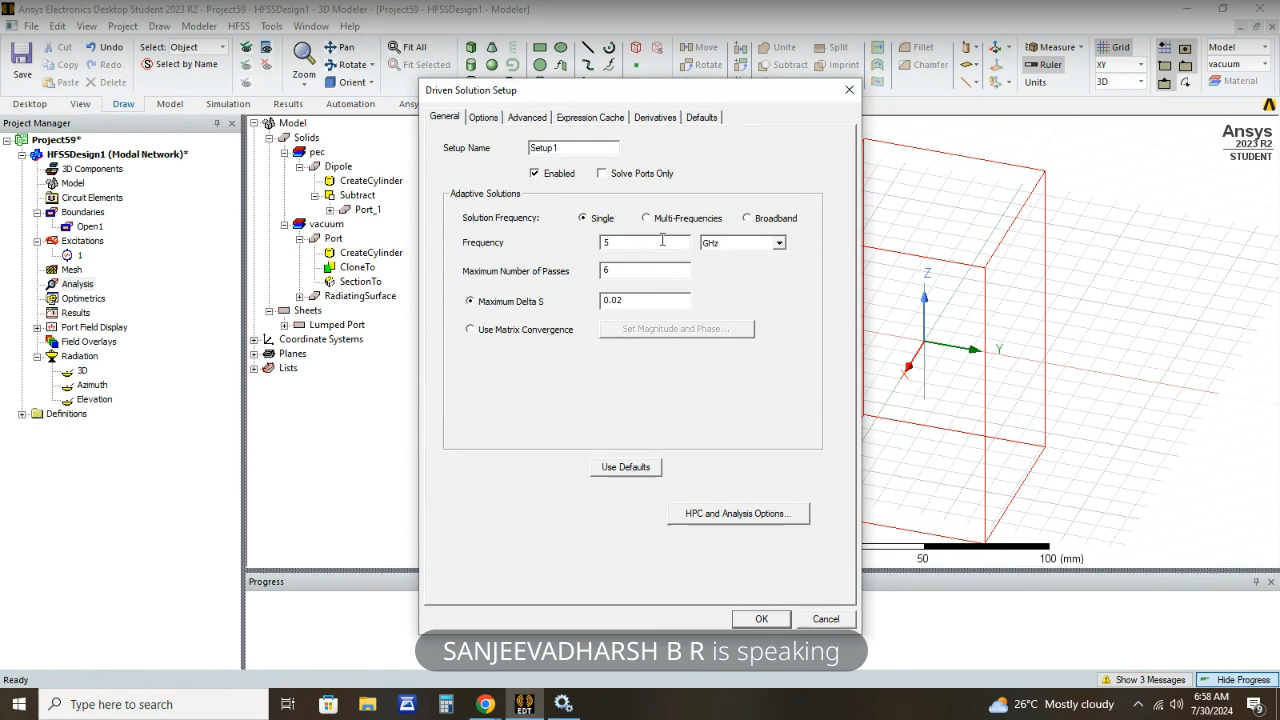 Ansys Electronics Desktop Student 2023 R2 - Project59 - HFSSDesign1 - 3D Modeler - [Project59 - HFSSDesign1 - Modeler]
File Edit View Project Draw Modeler HFSS Tools Window Help
Save
Cut
Copy
Paste
Undo
Redo
Delete
Select: Object
Select by Name
Zoom
Pan
Rotate
Orient
Fit All
Fit Selected
Move
Rotate
Unite
Subtract
Split
Imprint
Fillet
Chamfer
Measure
Ruler
Units
Grid
XY
3D
Model
vacuum
Material
Desktop View Draw Model Simulation Results Automation Ansy
Project Manager
Project59*
HFSSDesign1 (Modal Network)*
3D Components
Model
Circuit Elements
Boundaries
Open1
Excitations
1
Mesh
Analysis
Optimetrics
Results
Port Field Display
Field Overlays
Radiation
3D
Azimuth
Elevation
Definitions
Model
Solids
pec
Dipole
CreateCylinder
Subtract
Port_1
vacuum
Port
CreateCylinder
CloneTo
SectionTo
RadiatingSurface
Sheets
Lumped Port
Coordinate Systems
Planes
Lists
Driven Solution Setup
General Options Advanced Expression Cache Derivatives Defaults
Setup Name Setup1
Enabled Solve Ports Only
Adaptive Solutions
Solution Frequency: Single Multi-Frequencies Broadband
Frequency 5 GHz
Maximum Number of Passes 6
Maximum Delta S 0.02
Use Matrix Convergence Set Magnitude and Phase...
Use Defaults
HPC and Analysis Options...
OK Cancel
Ansys
2023 R2
STUDENT
Z
Y
X
50 100 (mm)
Progress
SANJEEVADHARSH B R is speaking
Ready
Show 3 Messages Hide Progress
Type here to search
EDT
26°C Mostly cloudy
6:58 AM
7/30/2024